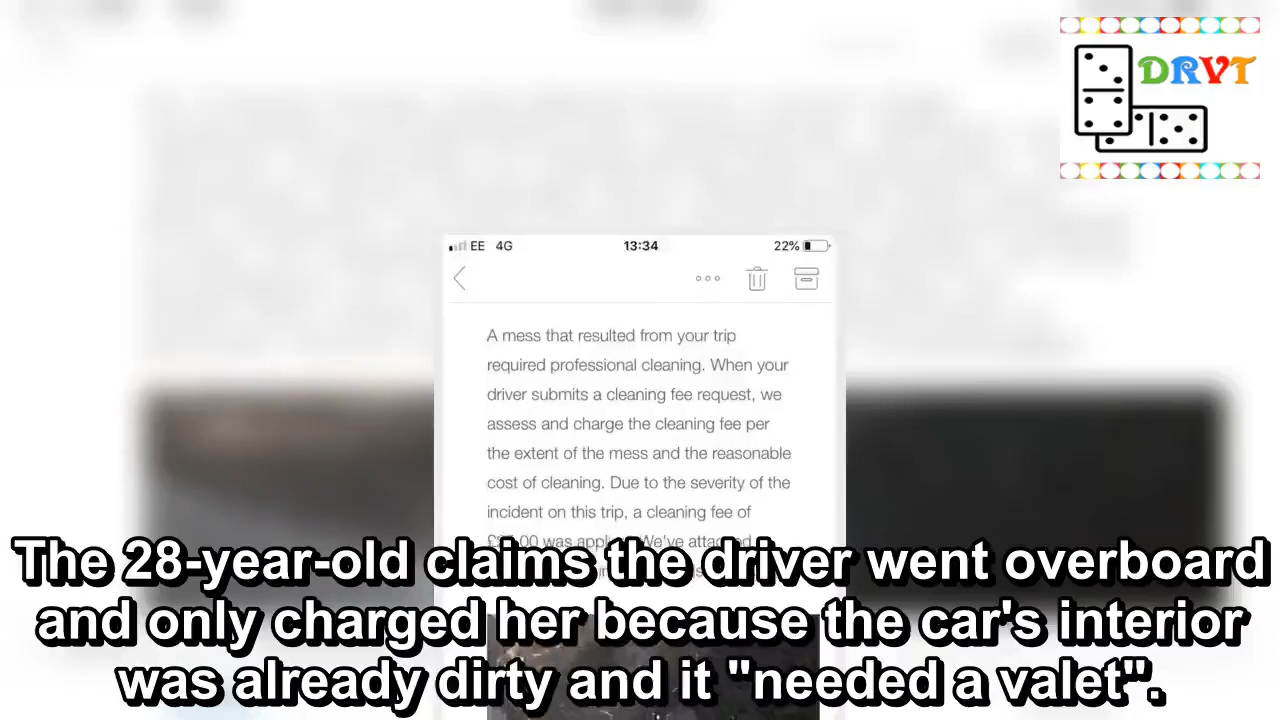 DRVT
EE 4G 13:34 22%
A mess that resulted from your trip
required professional cleaning. When your
driver submits a cleaning fee request, we
assess and charge the cleaning fee per
the extent of the mess and the reasonable
cost of cleaning. Due to the severity of the
incident on this trip, a cleaning fee of
was We've
The 28-year-old claims the driver went overboard
and only charged her because the car's interior
was already dirty and it "needed a valet".